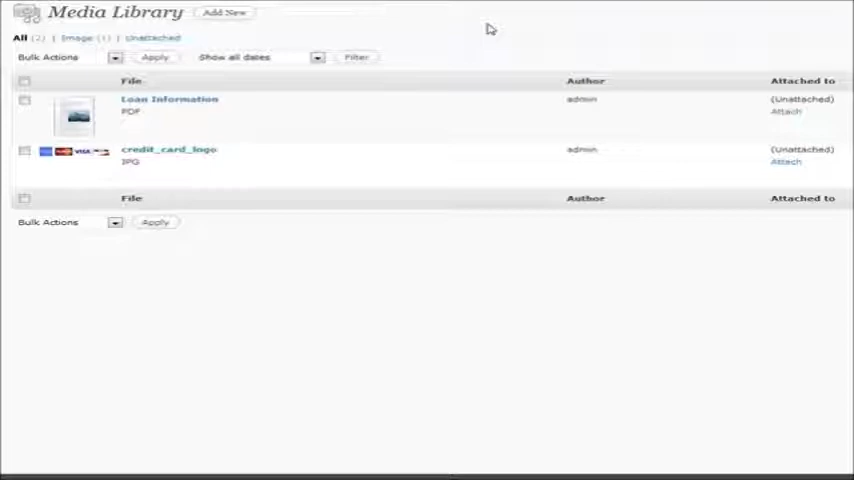 Media Library Add New
All (2) | Image (1) | Unattached
Bulk Actions Apply Show all dates Filter
File Author Attached to
Loan Information admin (Unattached)
PDF Attach
VISA credit_card_logo admin (Unattached)
JPG Attach
File Author Attached to
Bulk Actions Apply